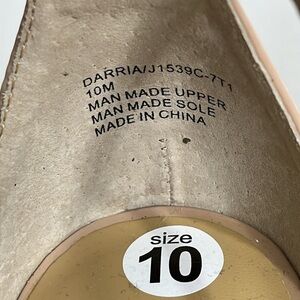 DARRIA/J1539C-7T1
10M
MAN MADE UPPER
MAN MADE SOLE
MADE IN CHINA
size
10